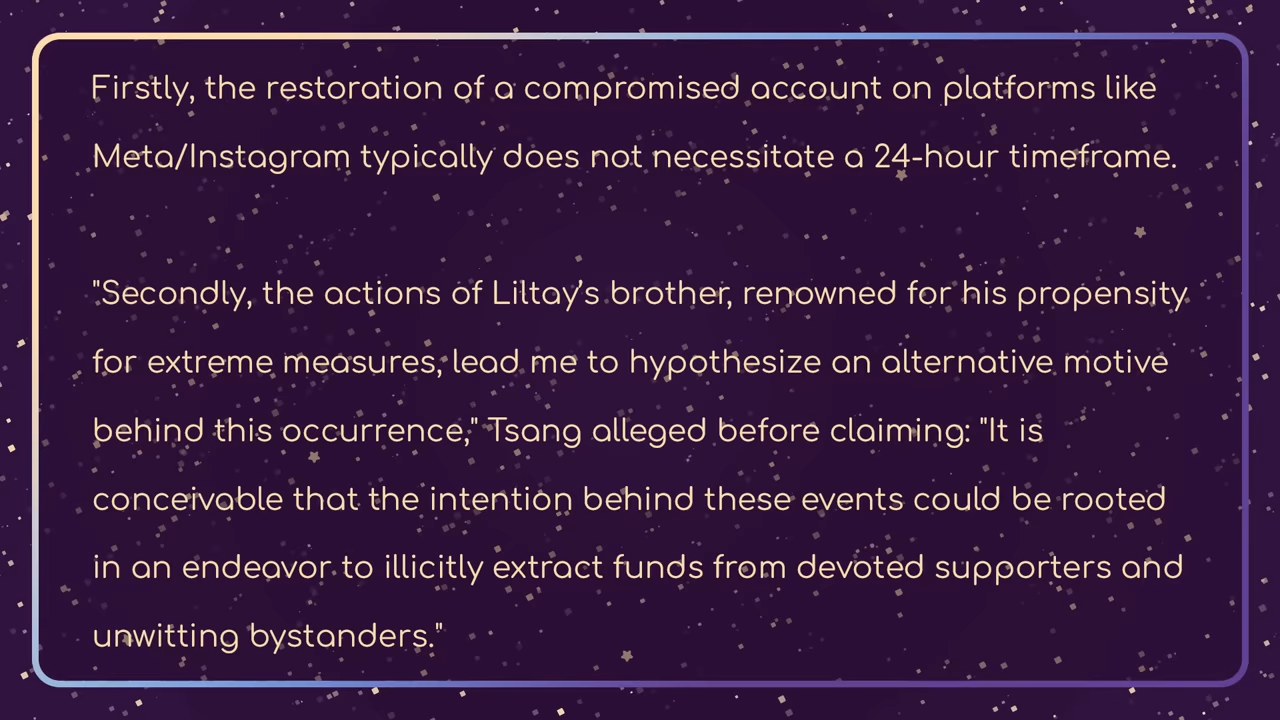 Firstly, the restoration of a compromised account on platforms like
Meta/Instagram typically does not necessitate a 24-hour timeframe.
"Secondly, the actions of Liltay's brother, renowned for his propensity
for extreme measures, lead me to hypothesize an alternative motive
behind this occurrence," Tsang alleged before claiming: "It is
conceivable that the intention behind these events could be rooted
in an endeavor to illicitly extract funds from devoted supporters and
unwitting bystanders."